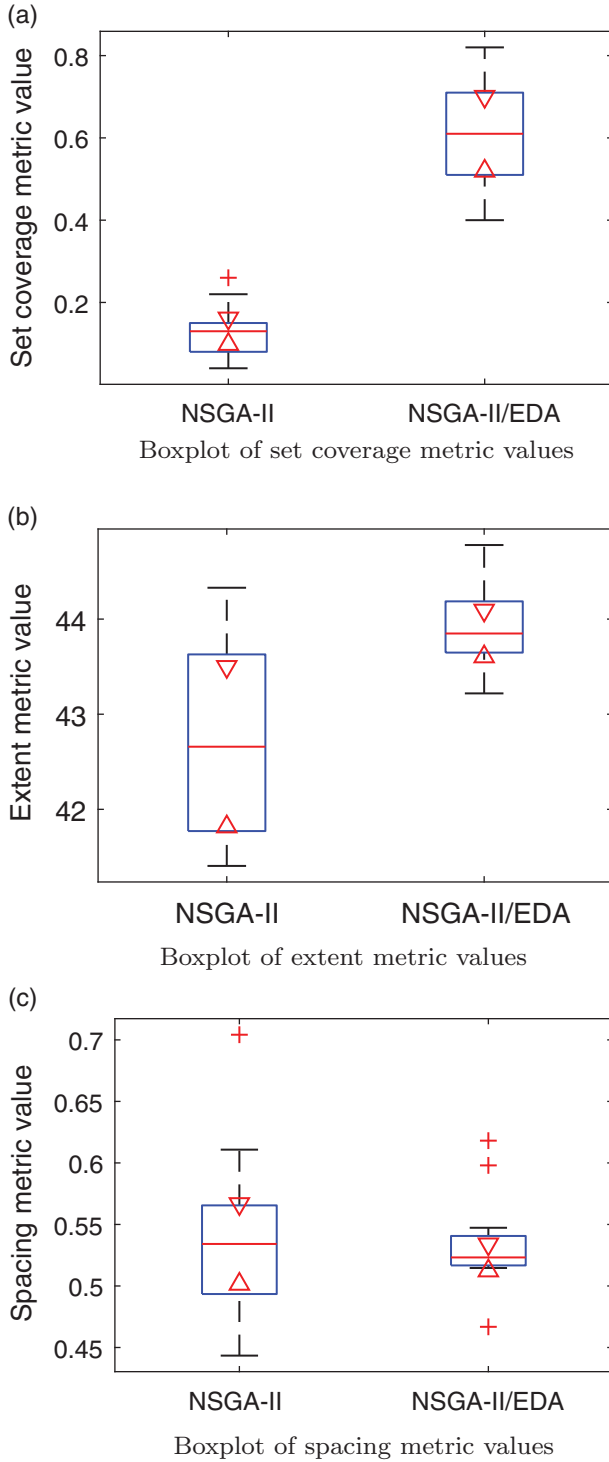 (a)
Set coverage metric value
0.8
0.6
0.4
0.2
NSGA-II
NSGA-II/EDA
Boxplot of set coverage metric values
(b)
Extent metric value
44
43
42
NSGA-II
NSGA-II/EDA
Boxplot of extent metric values
(c)
Spacing metric value
0.7
0.65
0.6
0.55
0.5
0.45
NSGA-II
NSGA-II/EDA
Boxplot of spacing metric values